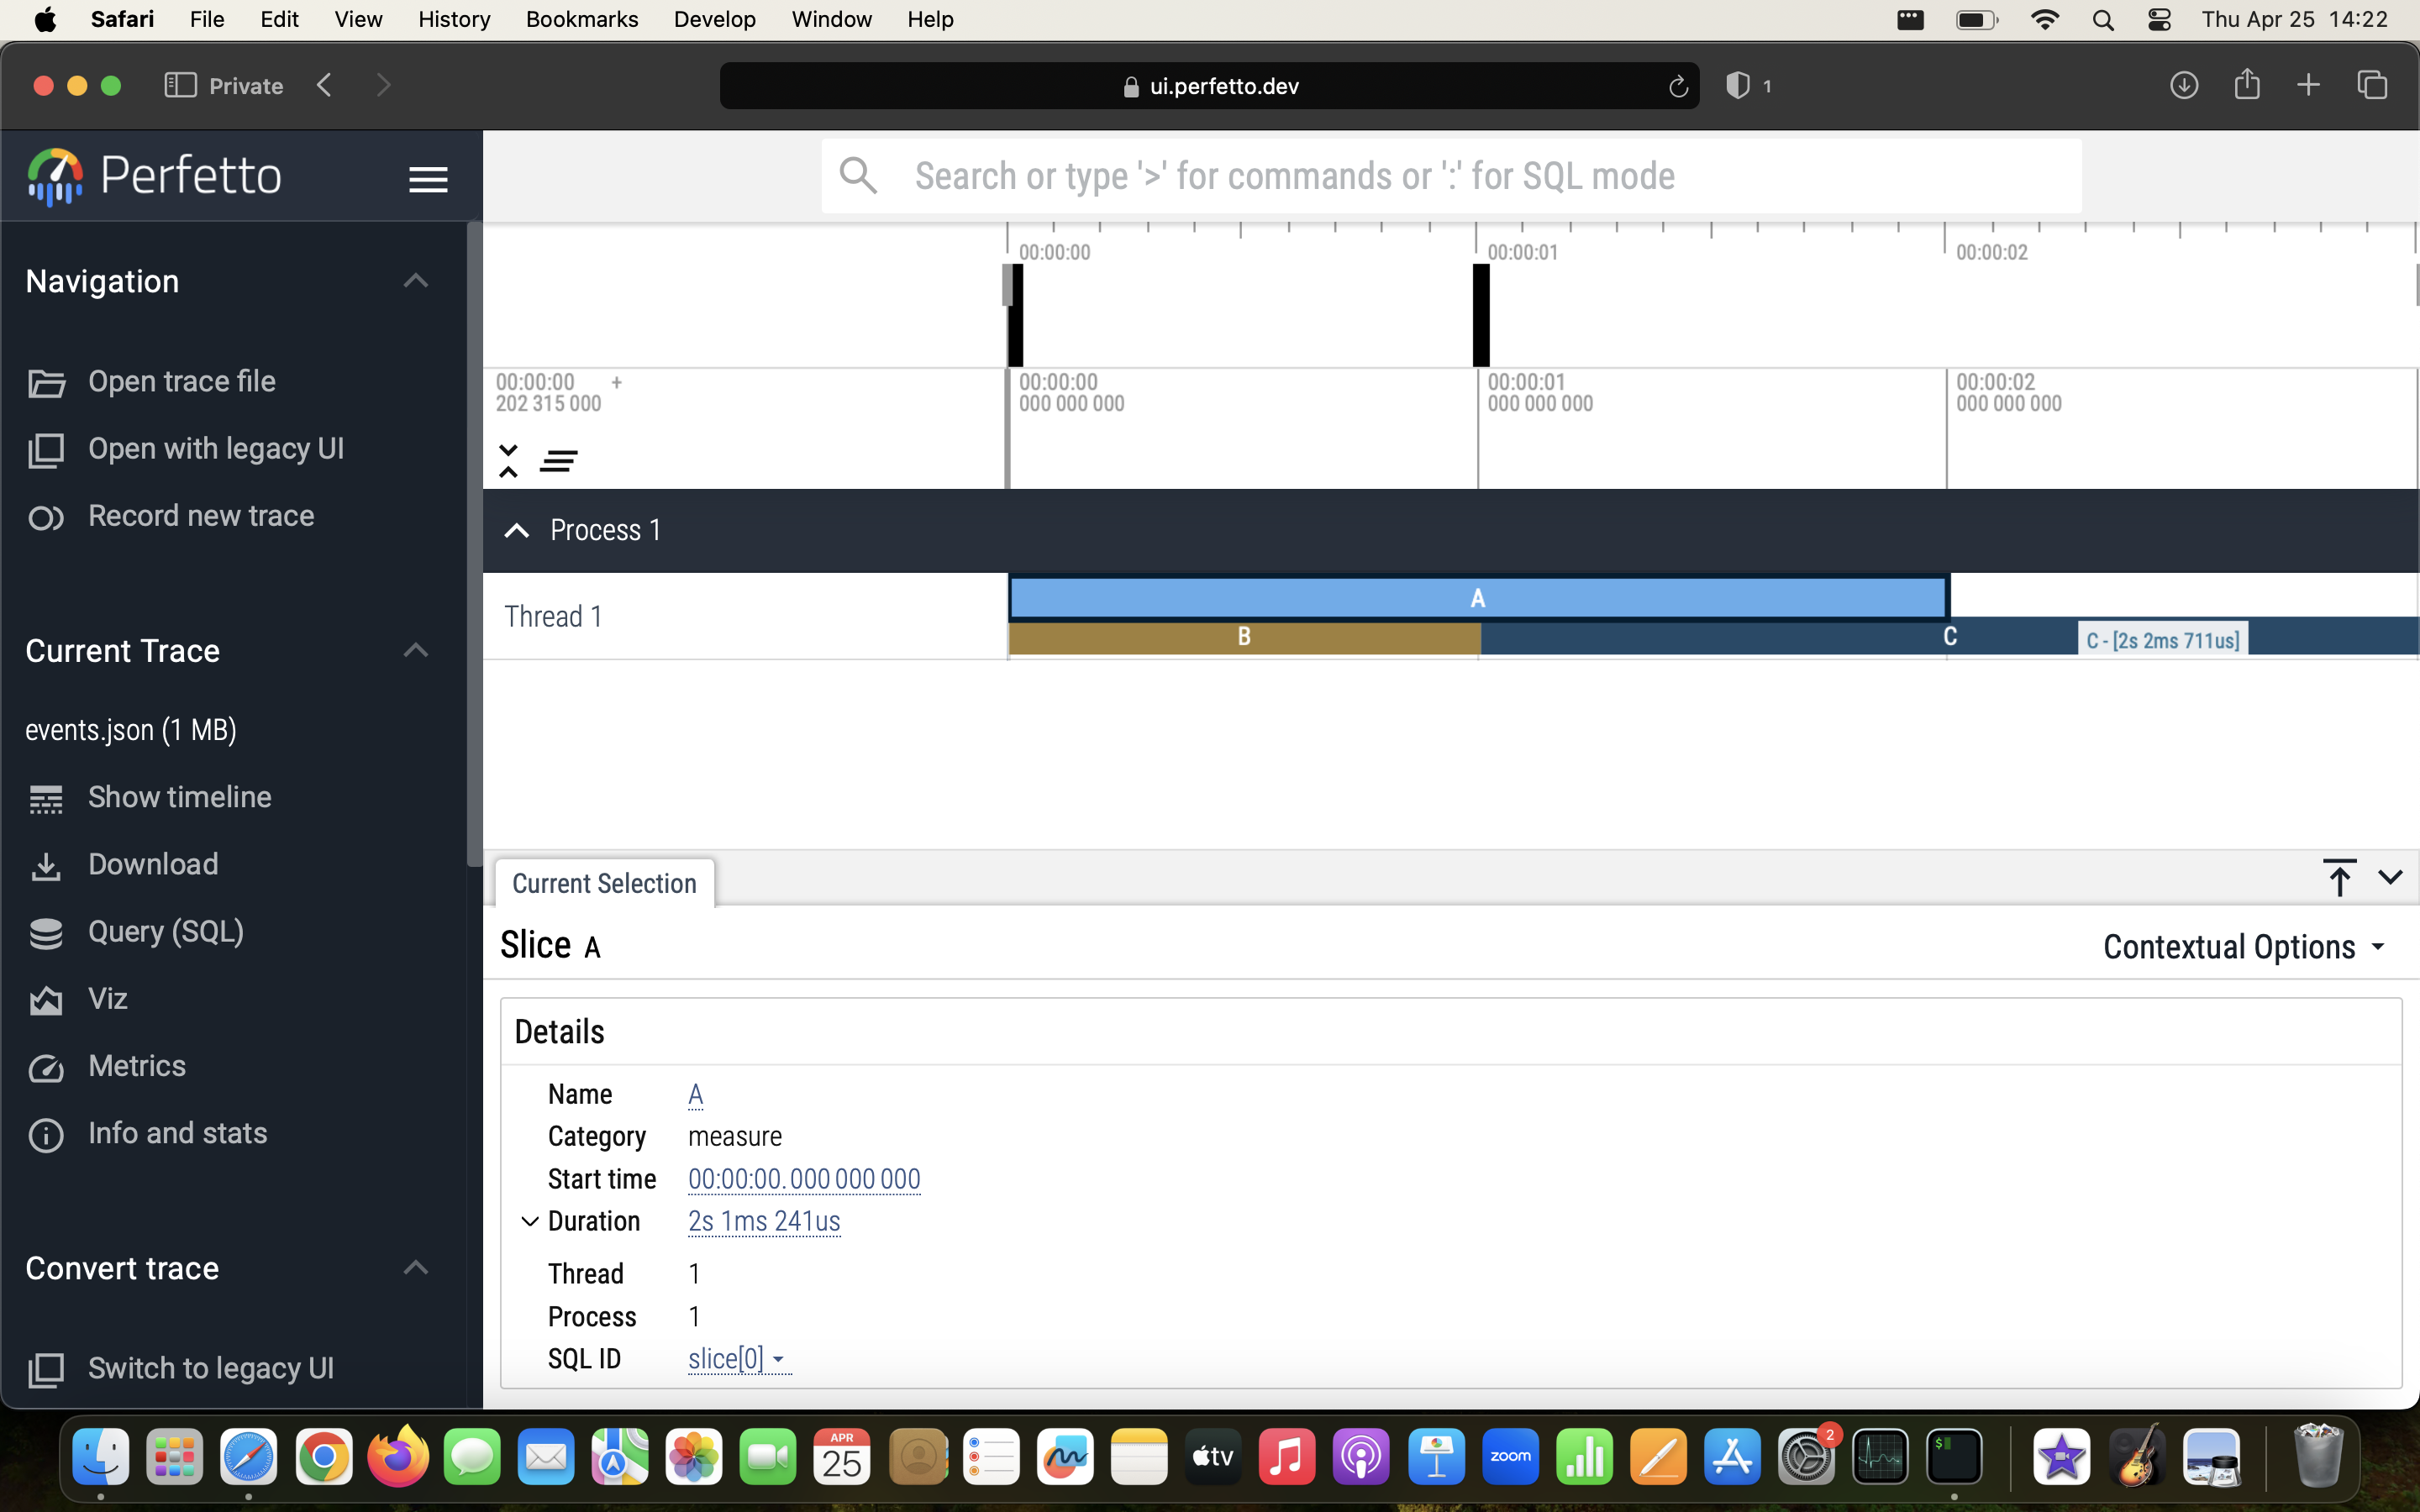 Safari File Edit View History Bookmarks Develop Window Help Thu Apr 25 14:22
Private ui.perfetto.dev 1
Perfetto
Search or type '>' for commands or ':' for SQL mode
Navigation
Open trace file
Open with legacy UI
Record new trace
Current Trace
events.json (1 MB)
Show timeline
Download
Query (SQL)
Viz
Metrics
Info and stats
Convert trace
Switch to legacy UI
00:00:00 00:00:01 00:00:02
00:00:00 + 00:00:00 00:00:01 00:00:02
202 315 000 000 000 000 000 000 000 000 000 000
Process 1
Thread 1
A
B C C - [2s 2ms 711us]
Current Selection
Slice A Contextual Options
Details
Name A
Category measure
Start time 00:00:00.000 000 000
Duration 2s 1ms 241us
Thread 1
Process 1
SQL ID slice[0]
APR
25
tv
zoom
2
$